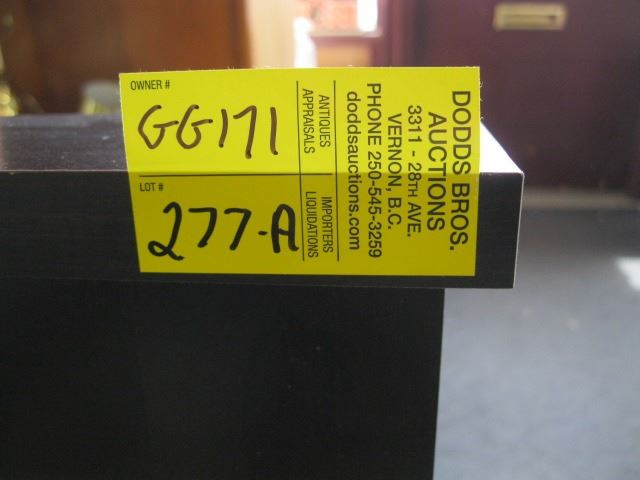 OWNER #
GG171
LOT #
277-A
ANTIQUES
APPRAISALS
IMPORTERS
LIQUIDATIONS
DODDS BROS.
AUCTIONS
3311 - 28TH AVE.
VERNON, B.C.
PHONE 250-545-3259
doddsauctions.com